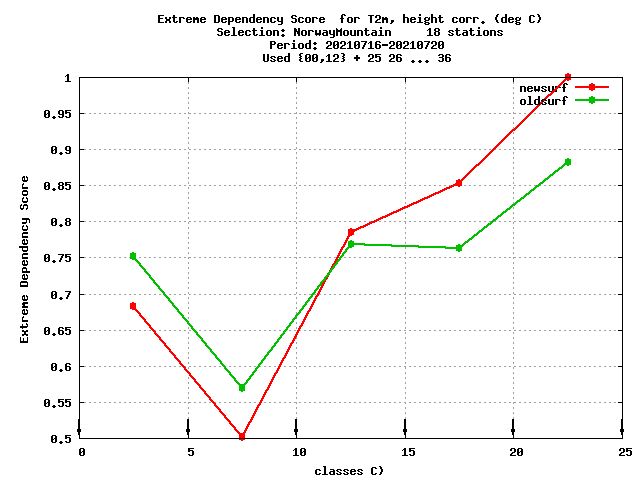 Extreme Dependency Score  for T2m, height corr. (deg C)
Selection: NorwayMountain     18 stations
Period: 20210716-20210720
Used {00,12} + 25 26 ... 36
newsurf
oldsurf
1
0.95
0.9
0.85
0.8
0.75
0.7
0.65
0.6
0.55
0.5
Extreme Dependency Score
0 5 10 15 20 25
classes C)